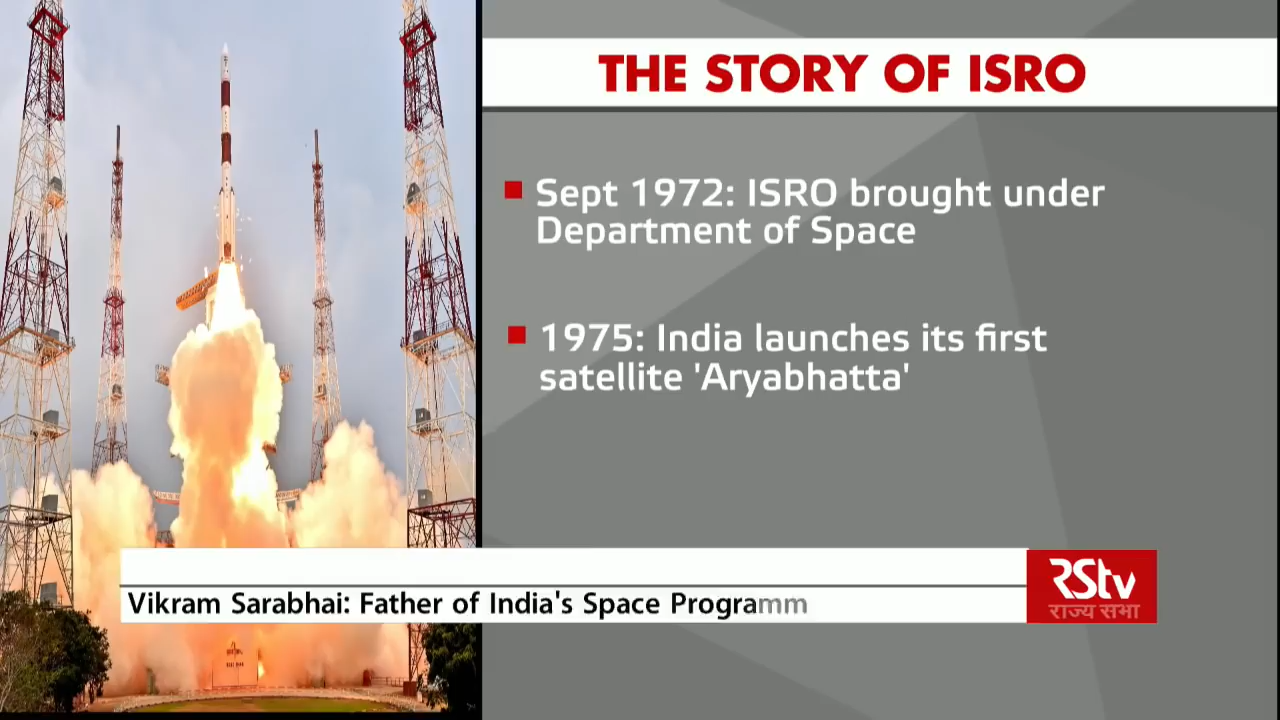 THE STORY OF ISRO
Sept 1972: ISRO brought under
Department of Space
1975: India launches its first
satellite 'Aryabhatta'
Vikram Sarabhai: Father of India's Space Programm
RStv
राज्य सभा